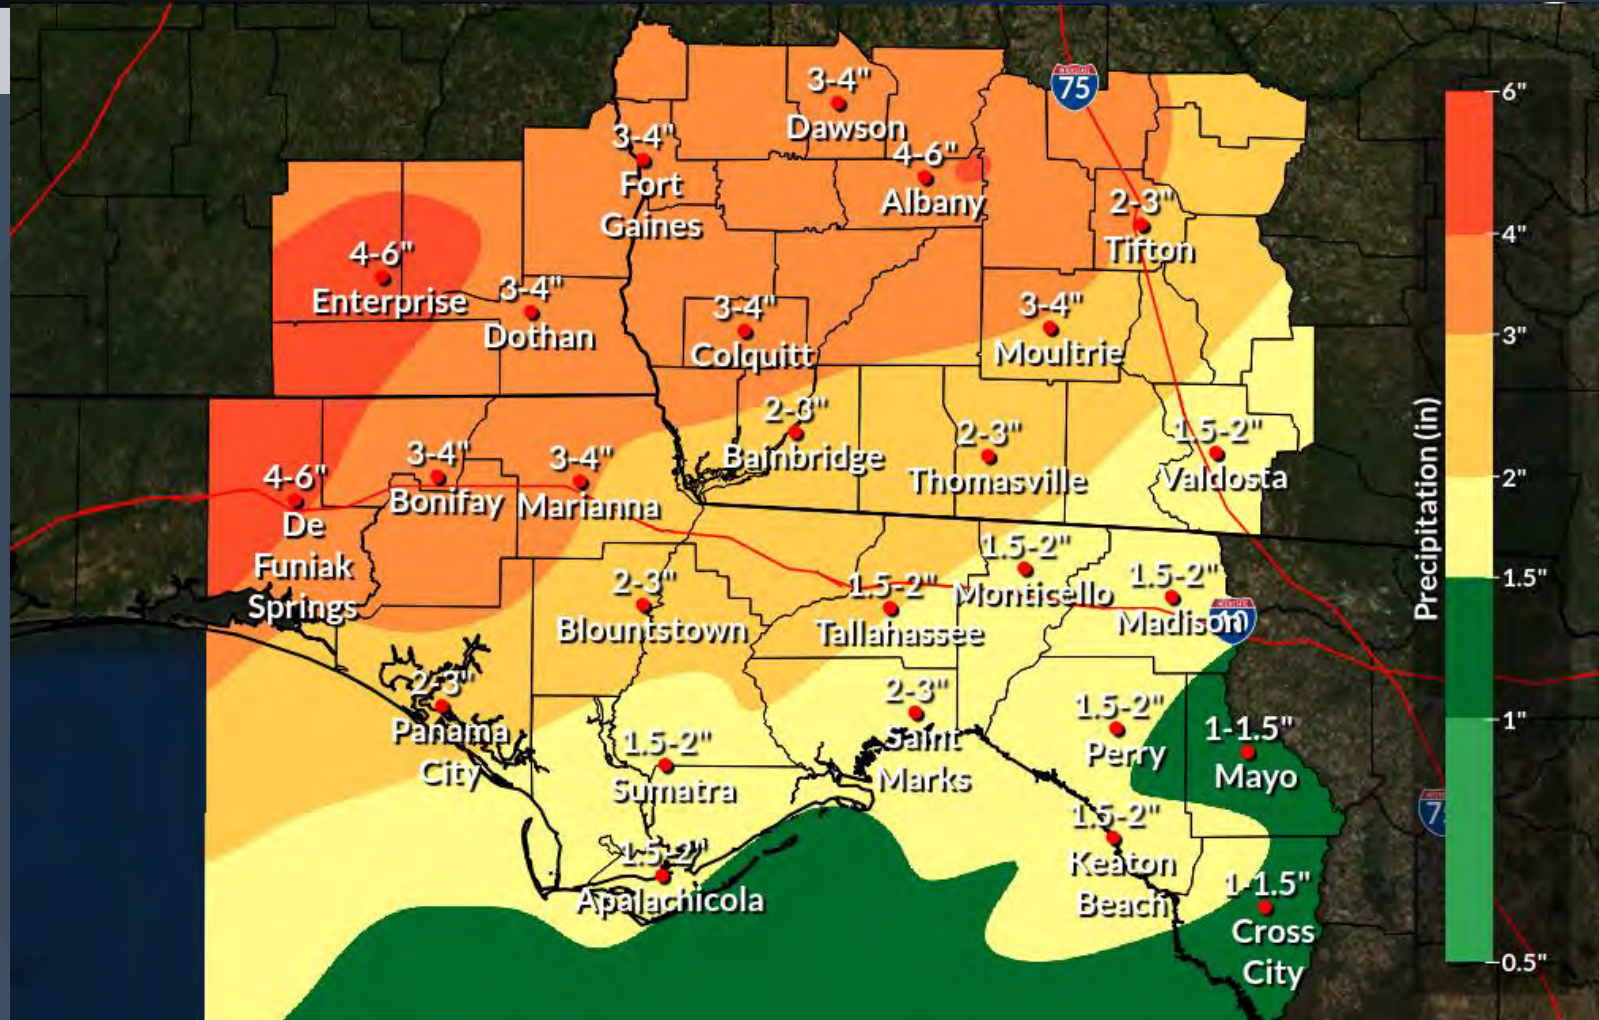 6"
75
3-4"
Dawson
3-4"
Fort
Gaines
4-6"
Albany
2-3"
Tifton
4"
4-6"
Enterprise
3-4"
Dothan
3-4"
Colquitt
3-4"
Moultrie
3"
2-3"
Bainbridge
2-3"
Thomasville
1.5-2"
Valdosta
2"
4-6"
De
Funiak
Springs
3-4"
Bonifay
3-4"
Marianna
Precipitation (in)
2-3"
Blountstown
1.5-2"
Tallahassee
1.5-2"
Monticello
1.5-2"
Madison
10
1.5"
2-3"
Panama
City
1.5-2"
Sumatra
2-3"
Saint
Marks
1.5-2"
Perry
1-1.5"
Mayo
1"
1.5-2"
Apalachicola
1.5-2"
Keaton
Beach
1-1.5"
Cross
City
0.5"